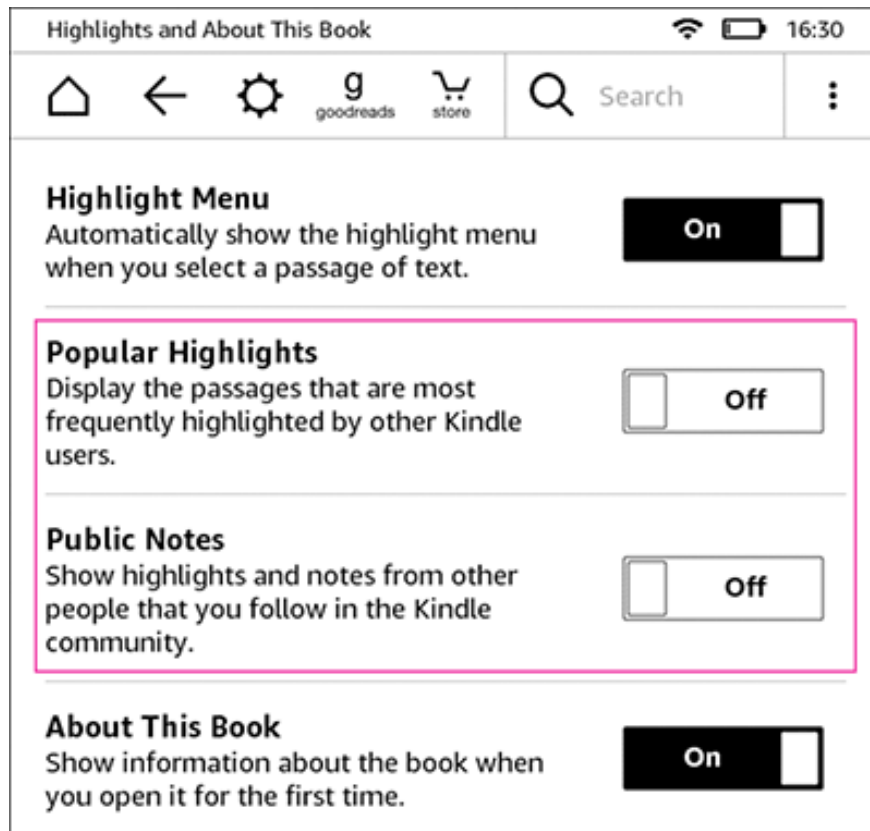 Highlights and About This Book 16:30
g
goodreads store Search
Highlight Menu
Automatically show the highlight menu
when you select a passage of text.
On
Popular Highlights
Display the passages that are most
frequently highlighted by other Kindle
users.
Off
Public Notes
Show highlights and notes from other
people that you follow in the Kindle
community.
Off
About This Book
Show information about the book when
you open it for the first time.
On